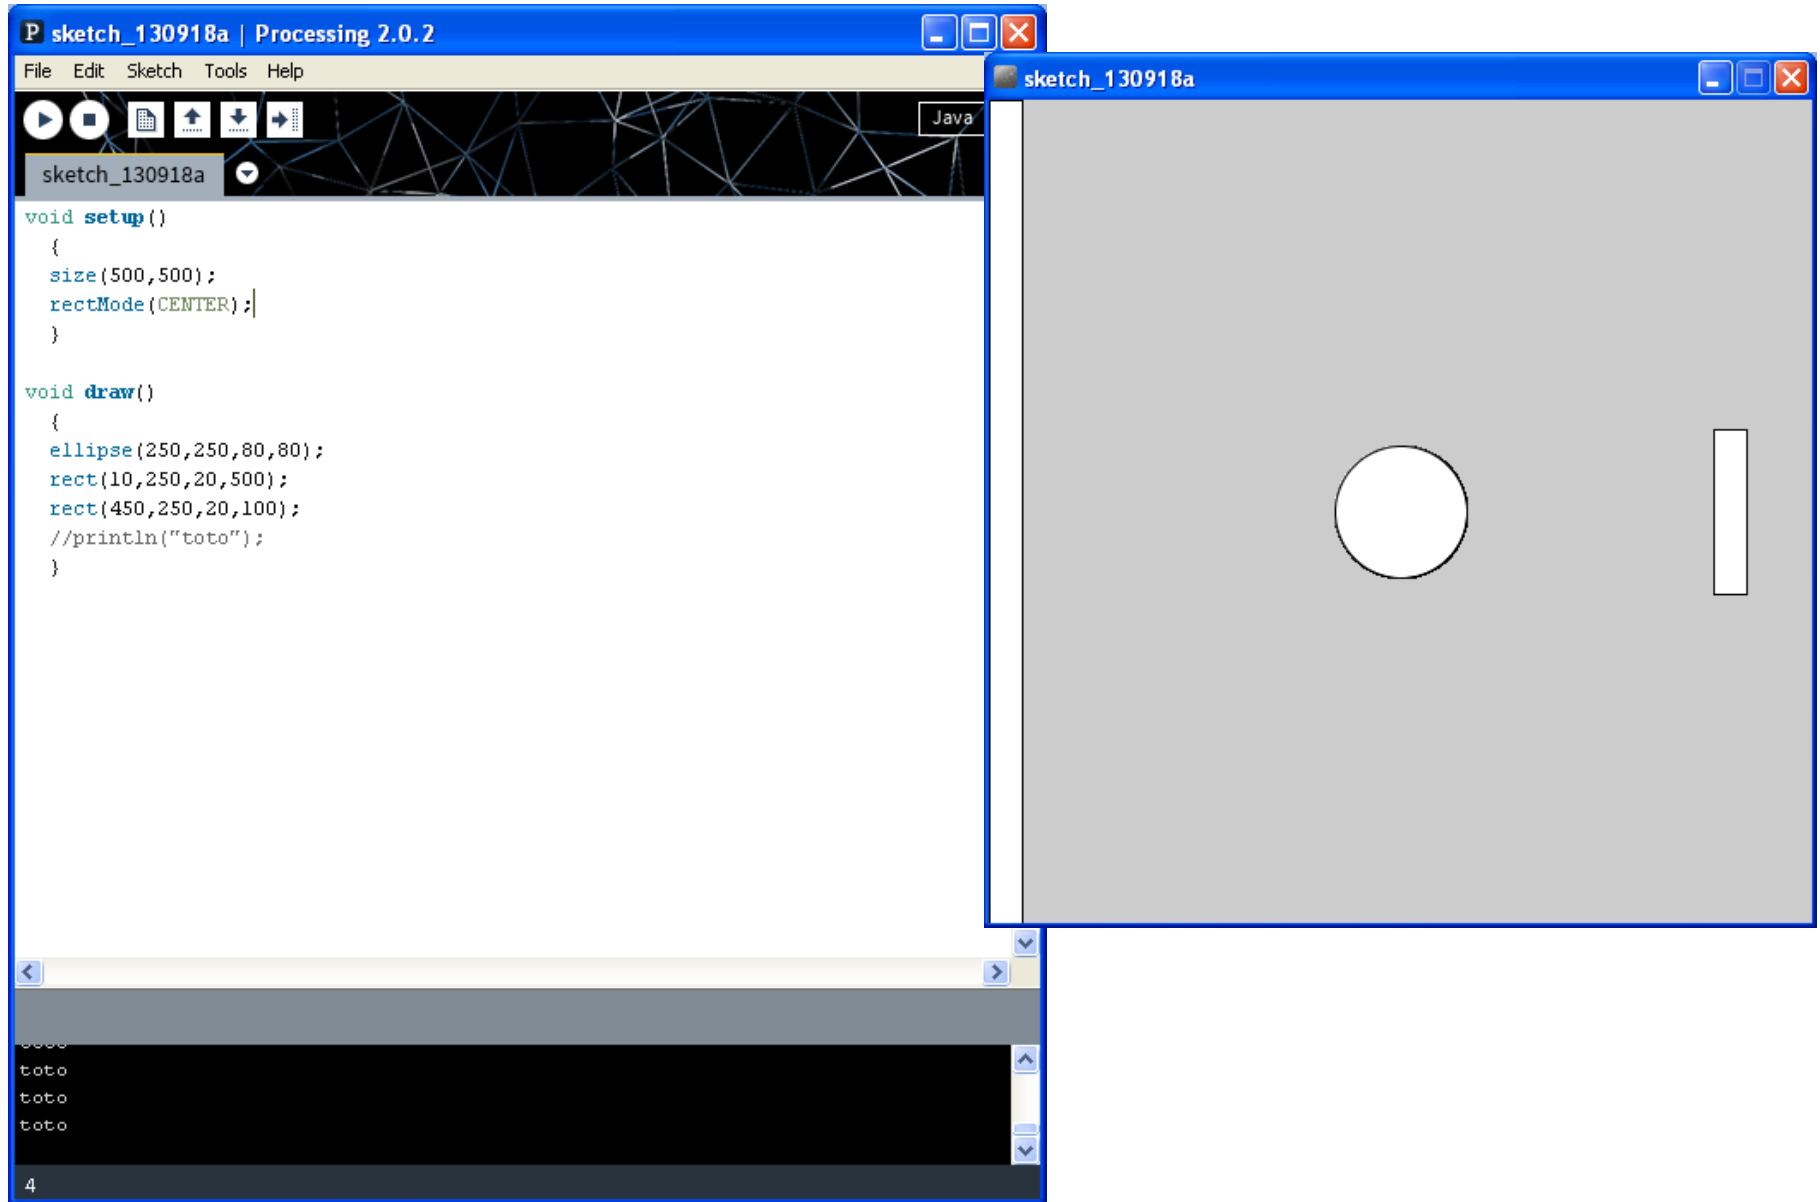 sketch_130918a | Processing 2.0.2
File Edit Sketch Tools Help
Java
sketch_130918a
void setup()
{
size(500,500);
rectMode(CENTER);
}
void draw()
{
ellipse(250,250,80,80);
rect(10,250,20,500);
rect(450,250,20,100);
//println("toto");
}
toto
toto
toto
4
sketch_130918a